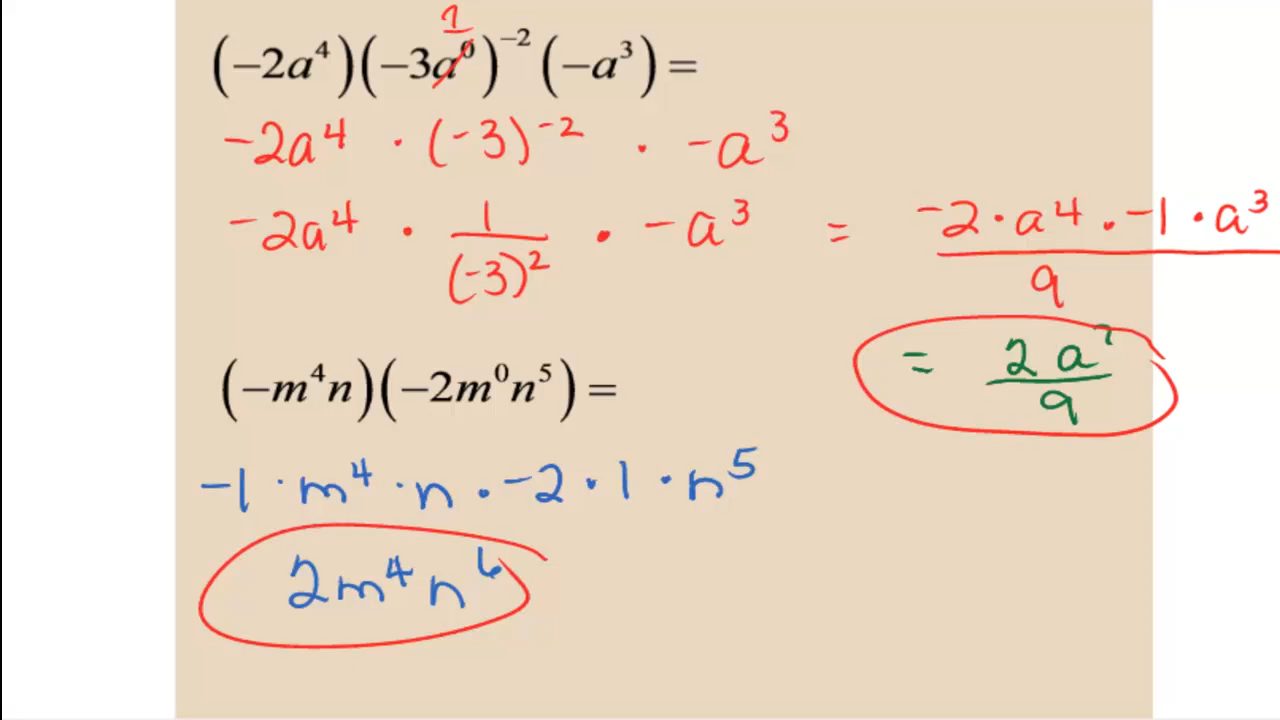 1
(−2a⁴)(−3a⁰)⁻²(−a³) =
-2a⁴ · (-3)⁻² · -a³
-2a⁴ · 1/(-3)² · -a³ = -2 · a⁴ · -1 · a³ / 9
= 2a⁷/9
(−m⁴n)(−2m⁰n⁵) =
-1 · m⁴ · n · -2 · 1 · n⁵
2m⁴n⁶